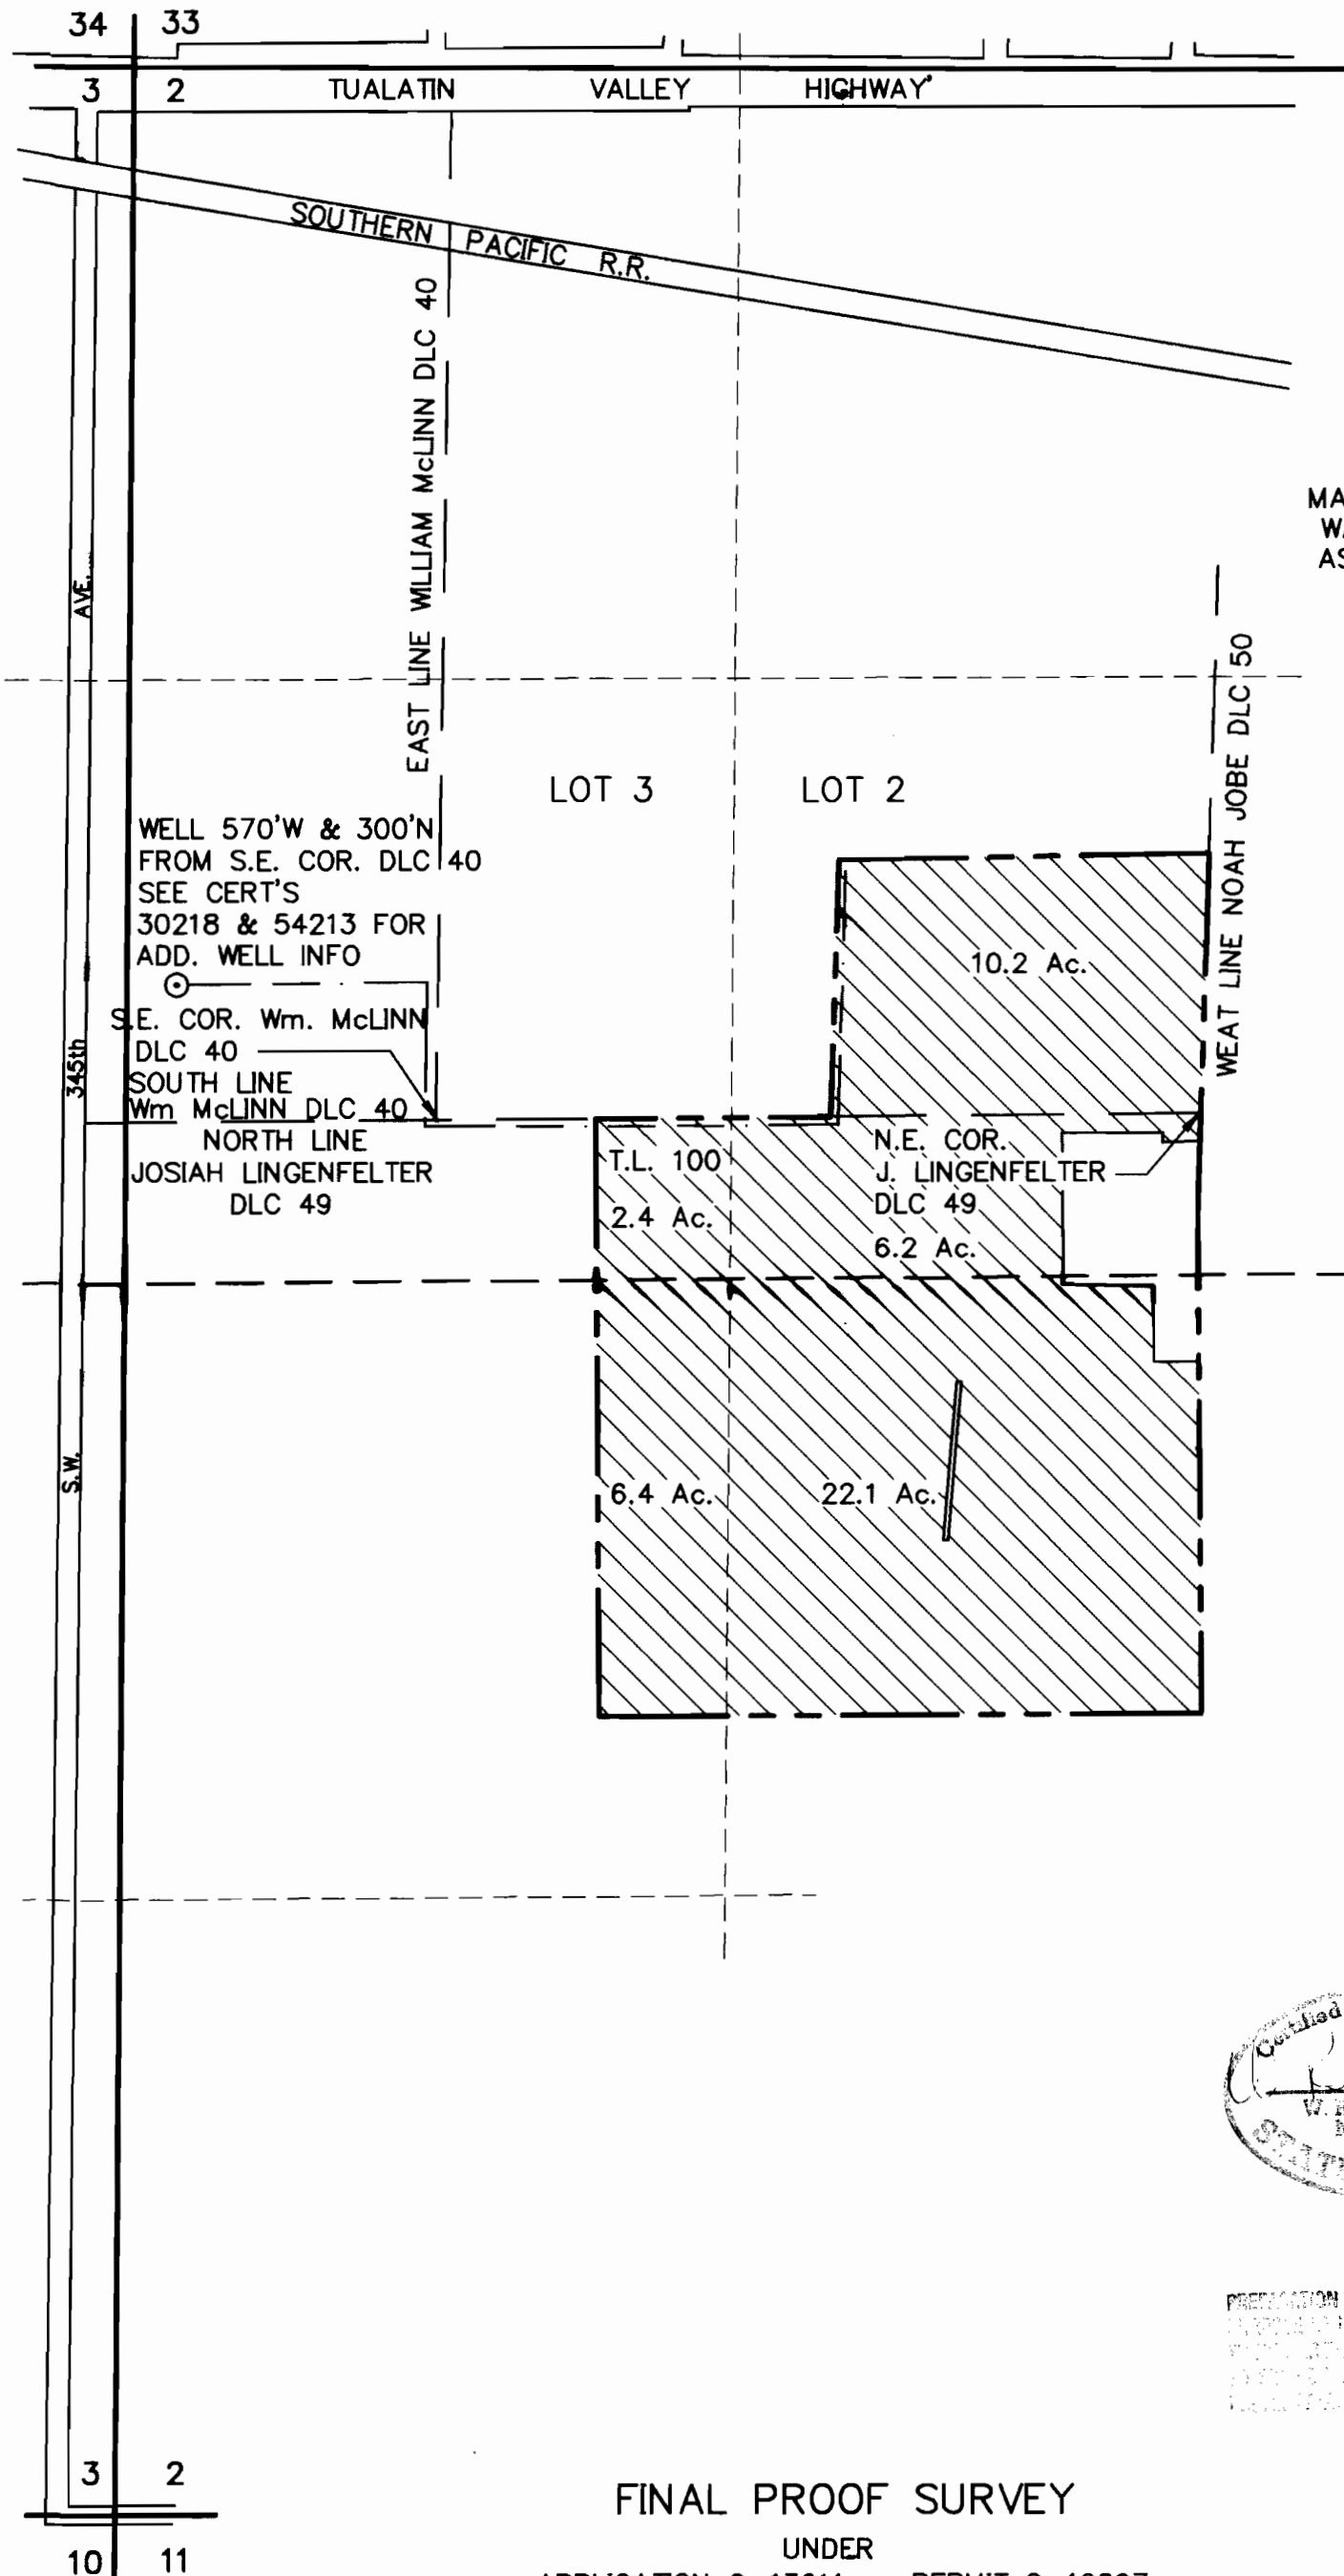 34 33
3 2 TUALATIN VALLEY HIGHWAY
SOUTHERN PACIFIC R.R.
EAST LINE WILLIAM McLINN DLC 40
MA
W
AS
AVE.
WEAT LINE NOAH JOBE DLC 50
LOT 3 LOT 2
WELL 570'W & 300'N
FROM S.E. COR. DLC 40
SEE CERT'S
30218 & 54213 FOR
ADD. WELL INFO
10.2 Ac.
S.E. COR. Wm. McLINN
DLC 40
345th
SOUTH LINE
Wm McLINN DLC 40
NORTH LINE
JOSIAH LINGENFELTER
DLC 49
T.L. 100
2.4 Ac.
N.E. COR.
J. LINGENFELTER
DLC 49
6.2 Ac.
S.W.
6.4 Ac. 22.1 Ac.
Certified
STAT
3 2
10 11
FINAL PROOF SURVEY
UNDER